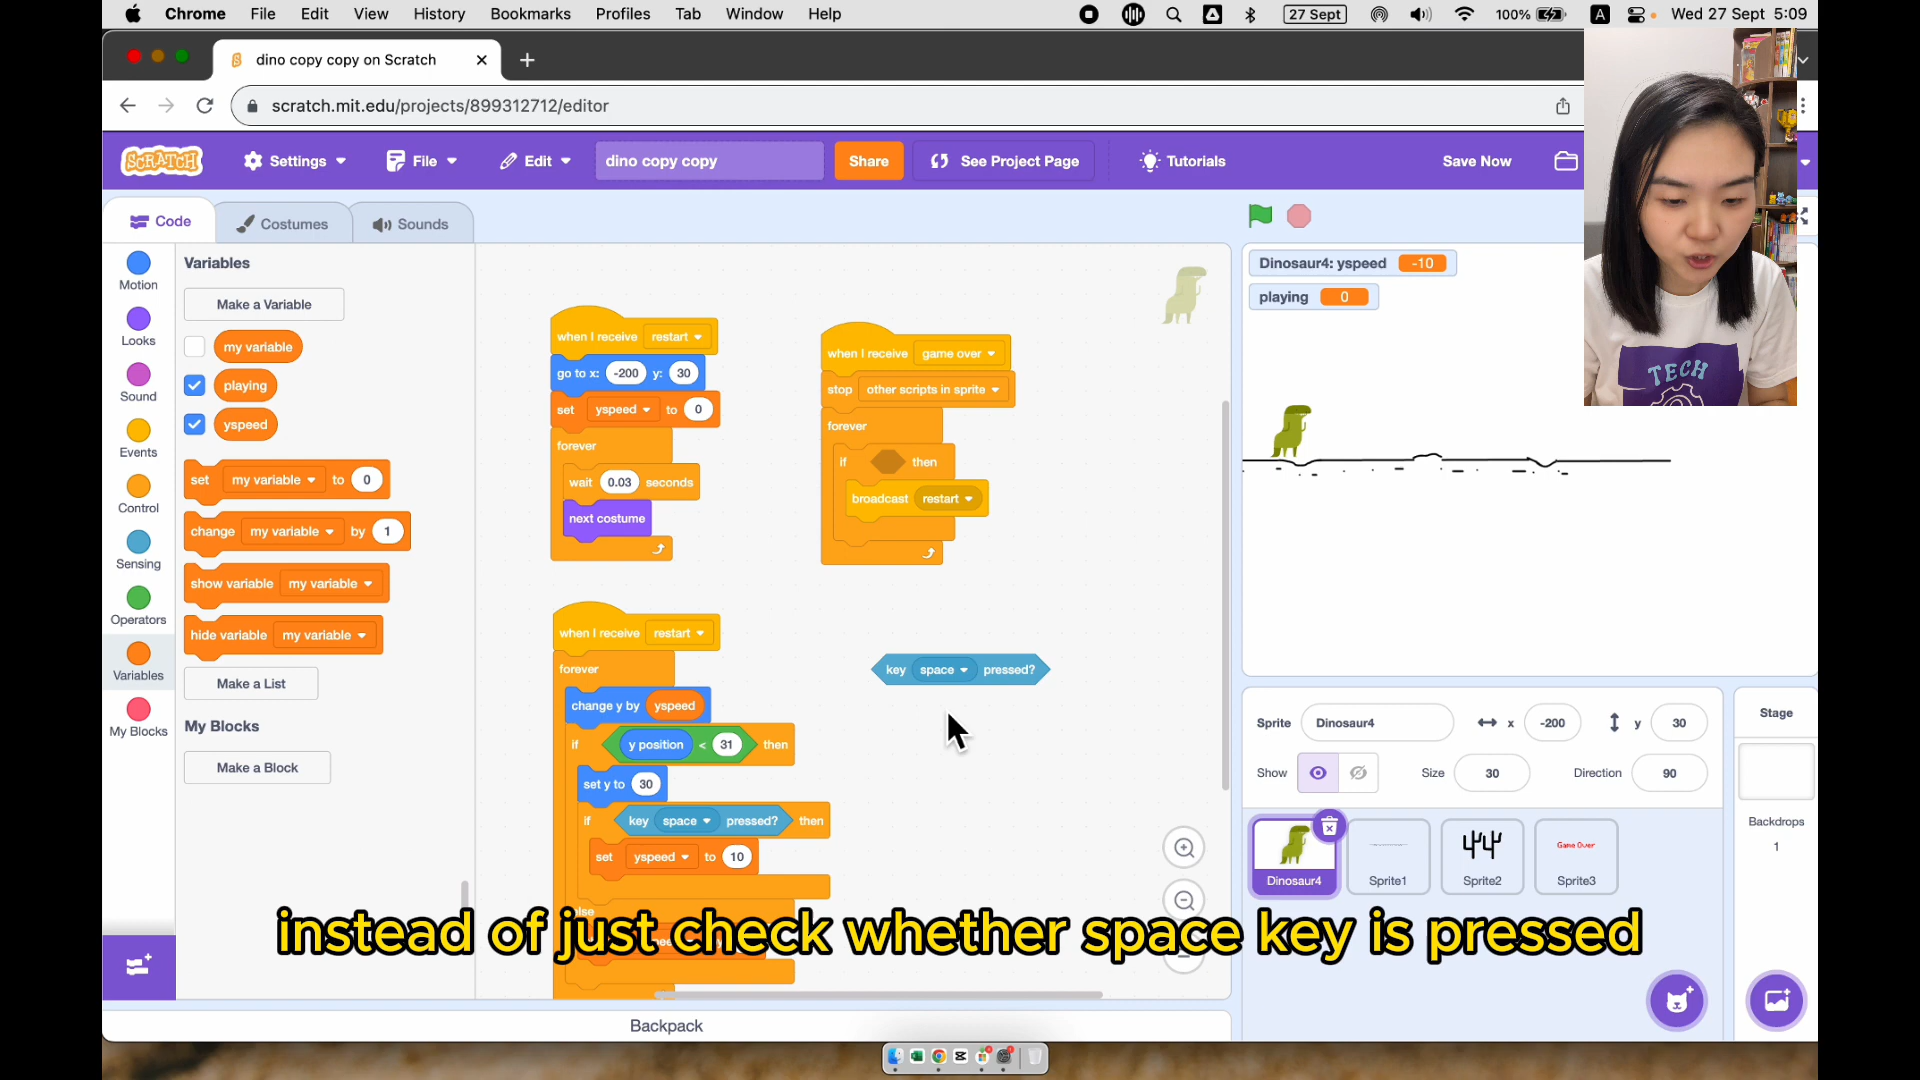 Chrome File Edit View History Bookmarks Profiles Tab Window Help
27 Sept 100% A Wed 27 Sept 5:09
dino copy copy on Scratch
scratch.mit.edu/projects/899312712/editor
SCRATCH Settings File Edit dino copy copy Share See Project Page Tutorials Save Now
Code Costumes Sounds
Motion
Looks
Sound
Events
Control
Sensing
Operators
Variables
My Blocks
Variables
Make a Variable
my variable
playing
yspeed
set my variable to 0
change my variable by 1
show variable my variable
hide variable my variable
Make a List
My Blocks
Make a Block
when I receive restart
go to x: -200 y: 30
set yspeed to 0
forever
wait 0.03 seconds
next costume
when I receive game over
stop other scripts in sprite
forever
if then
broadcast restart
when I receive restart
forever
change y by yspeed
if y position < 31 then
set y to 30
if key space pressed? then
set yspeed to 10
key space pressed?
instead of just check whether space key is pressed
Backpack
Dinosaur4: yspeed -10
playing 0
TECH
Sprite Dinosaur4 x -200 y 30
Show Size 30 Direction 90
Dinosaur4
Sprite1
Sprite2
Game Over
Sprite3
Stage
Backdrops
1